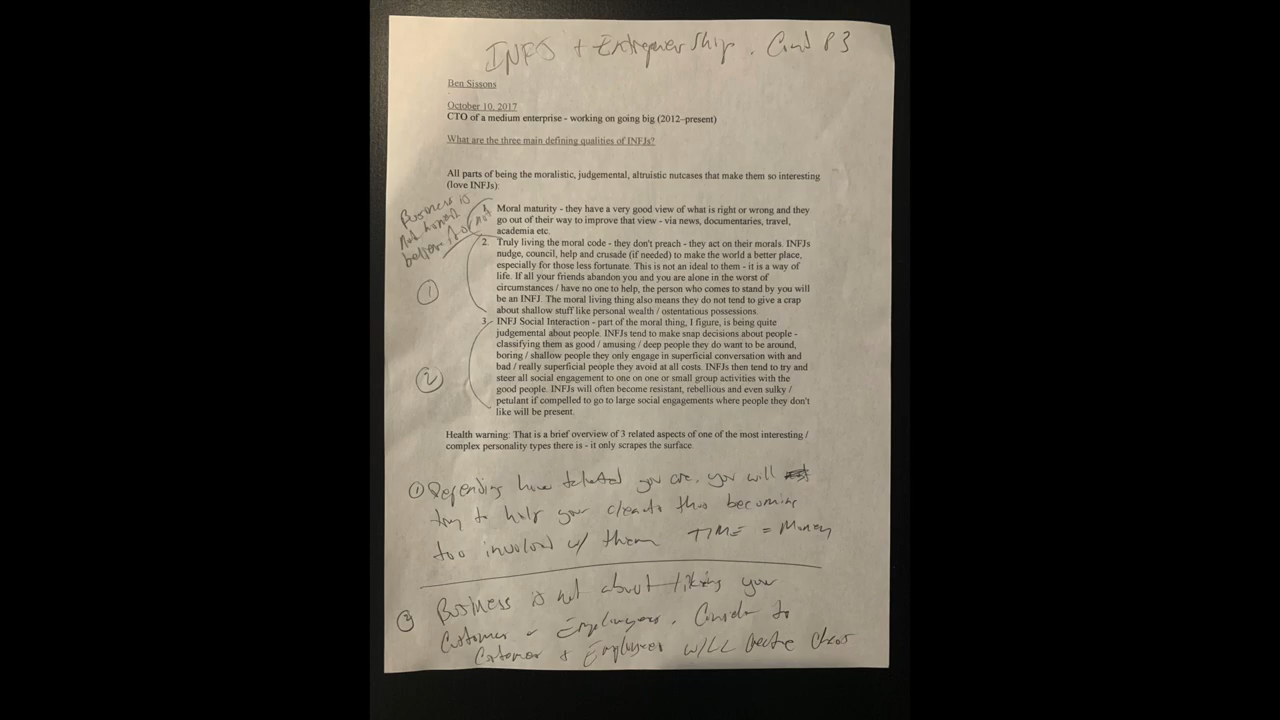 INFJ + Entrepenership. Cont P3
Ben Sissons
October 10, 2017
CTO of a medium enterprise - working on going big (2012–present)
What are the three main defining qualities of INFJs?
All parts of being the moralistic, judgemental, altruistic nutcases that make them so interesting
(love INFJs):
Business is
not
1. Moral maturity - they have a very good view of what is right or wrong and they
go out of their way to improve that view - via news, documentaries, travel,
academia etc.
2. Truly living the moral code - they don't preach - they act on their morals. INFJs
nudge, council, help and crusade (if needed) to make the world a better place,
especially for those less fortunate. This is not an ideal to them - it is a way of
life. If all your friends abandon you and you are alone in the worst of
circumstances / have no one to help, the person who comes to stand by you will
be an INFJ. The moral living thing also means they do not tend to give a crap
about shallow stuff like personal wealth / ostentatious possessions.
1
3. INFJ Social Interaction - part of the moral thing, I figure, is being quite
judgemental about people. INFJs tend to make snap decisions about people -
classifying them as good / amusing / deep people they do want to be around,
boring / shallow people they only engage in superficial conversation with and
bad / really superficial people they avoid at all costs. INFJs then tend to try and
steer all social engagement to one on one or small group activities with the
good people. INFJs will often become resistant, rebellious and even sulky /
petulant if compelled to go to large social engagements where people they don't
like will be present.
2
Health warning: That is a brief overview of 3 related aspects of one of the most interesting /
complex personality types there is - it only scrapes the surface.
1 Depending how talented you are, you will
try to help your clients thus becoming
too involved w/ them TIME = Money
2 Business is not about liking your
Customer or Employees.
Customer & Employees WILL create chaos